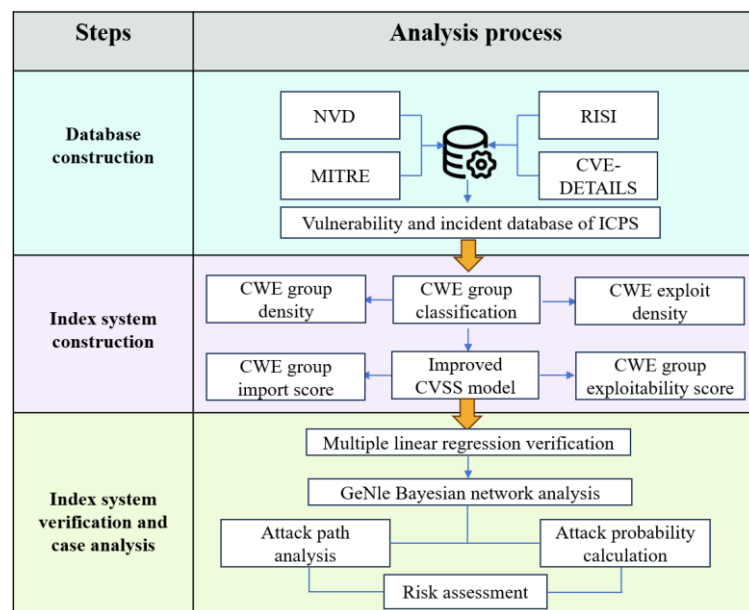 Steps
Analysis process
Database
construction
NVD
RISI
MITRE
CVE-
DETAILS
Vulnerability and incident database of ICPS
Index system
construction
CWE group
density
CWE group
classification
CWE exploit
density
CWE group
import score
Improved
CVSS model
CWE group
exploitability score
Index system
verification and
case analysis
Multiple linear regression verification
GeNle Bayesian network analysis
Attack path
analysis
Attack probability
calculation
Risk assessment